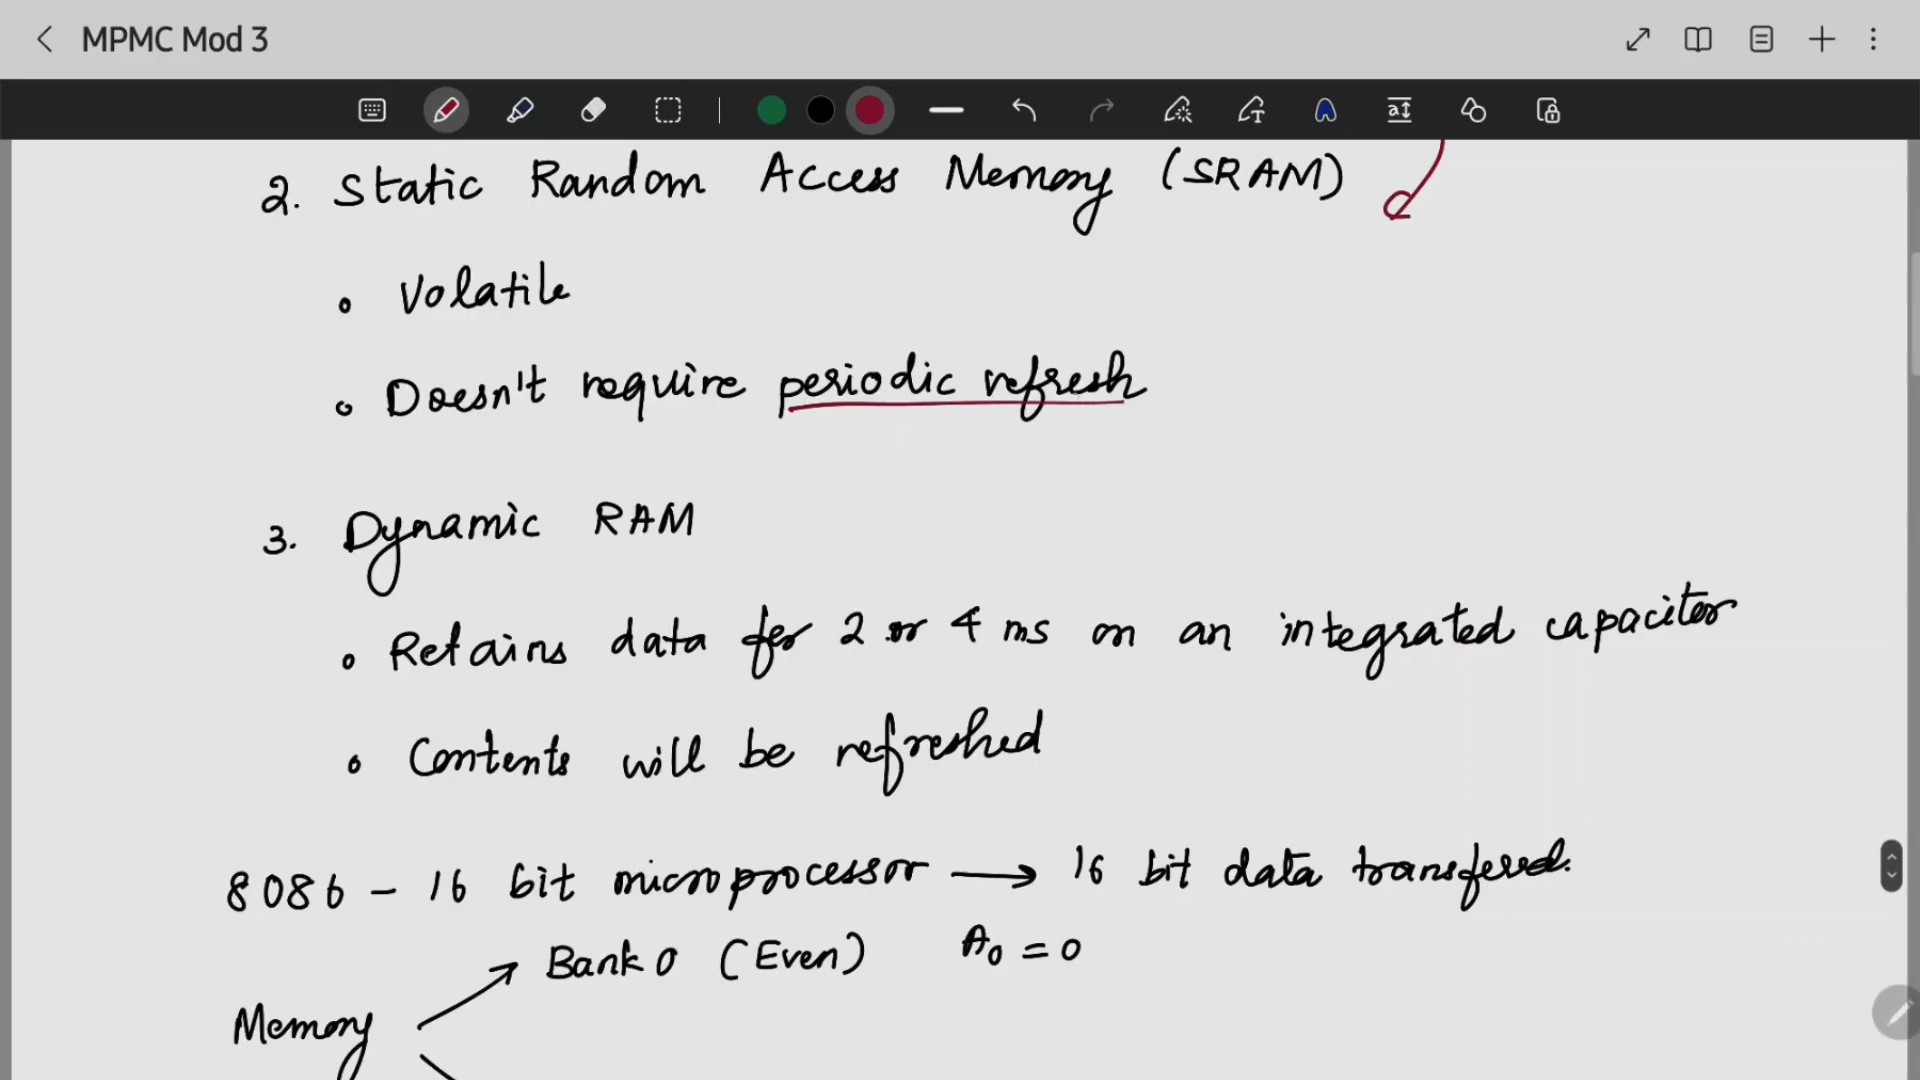 MPMC Mod 3
2. Static Random Access Memory (SRAM)
• Volatile
• Doesn't require periodic refresh
3. Dynamic RAM
• Retains data for 2 or 4 ms on an integrated capacitor
• Contents will be refreshed
8086 - 16 bit microprocessor → 16 bit data transferred.
Bank 0 (Even) A₀ = 0
Memory